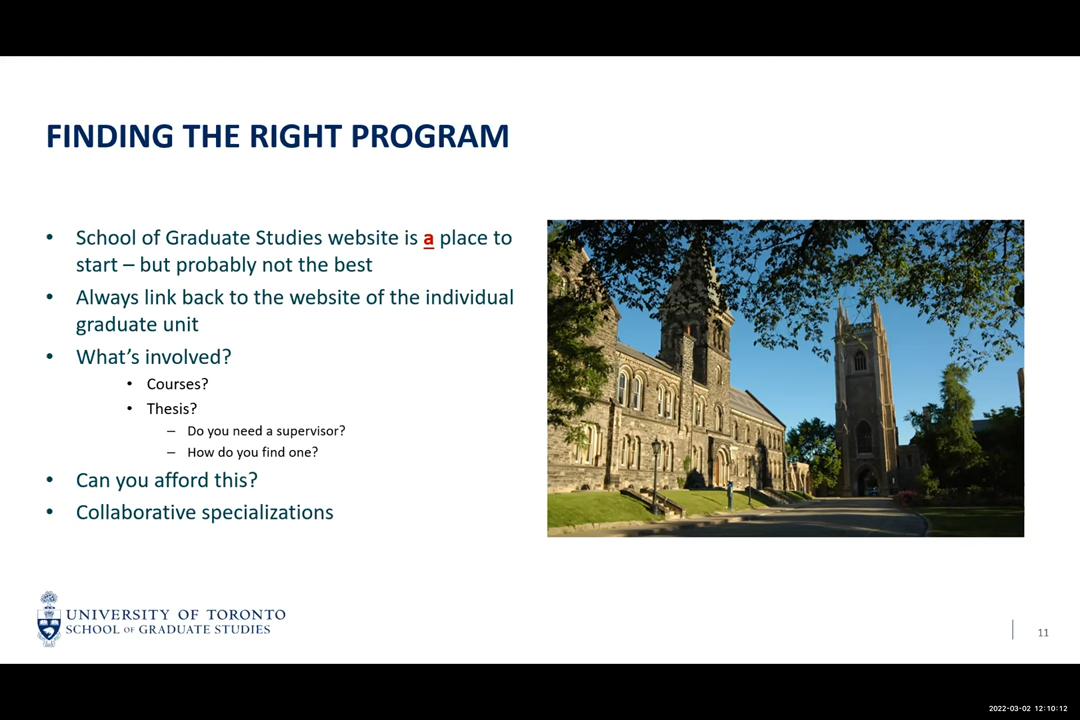 FINDING THE RIGHT PROGRAM
• School of Graduate Studies website is a place to
start – but probably not the best
• Always link back to the website of the individual
graduate unit
• What's involved?
• Courses?
• Thesis?
– Do you need a supervisor?
– How do you find one?
• Can you afford this?
• Collaborative specializations
UNIVERSITY OF TORONTO
SCHOOL OF GRADUATE STUDIES
11
2022-03-02 12:10:12